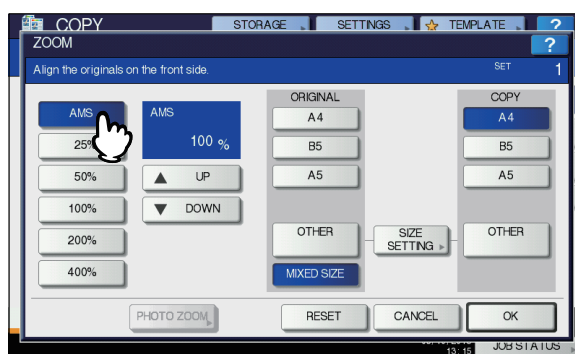 COPY
STORAGE
SETTINGS
TEMPLATE
?
ZOOM
?
Align the originals on the front side.
SET 1
AMS
25%
50%
100%
200%
400%
AMS
100 %
UP
DOWN
PHOTO ZOOM
ORIGINAL
A4
B5
A5
OTHER
MIXED SIZE
SIZE
SETTING
COPY
A4
B5
A5
OTHER
RESET
CANCEL
OK
13:15
JOB STATUS